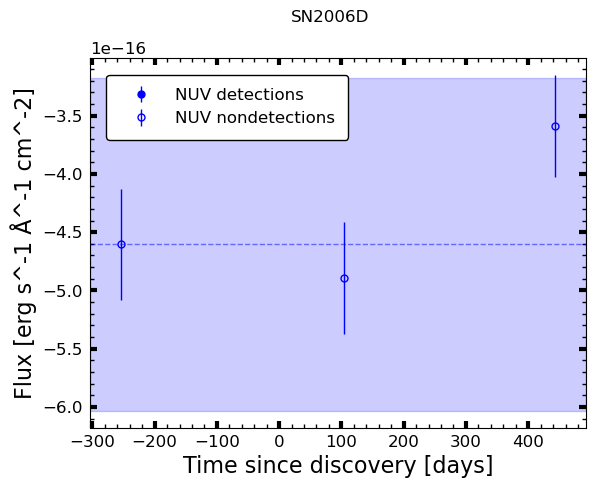 SN2006D
1e−16
NUV detections
NUV nondetections
−3.5
−4.0
−4.5
−5.0
−5.5
−6.0
Flux [erg s^-1 Å^-1 cm^-2]
−300 −200 −100 0 100 200 300 400
Time since discovery [days]